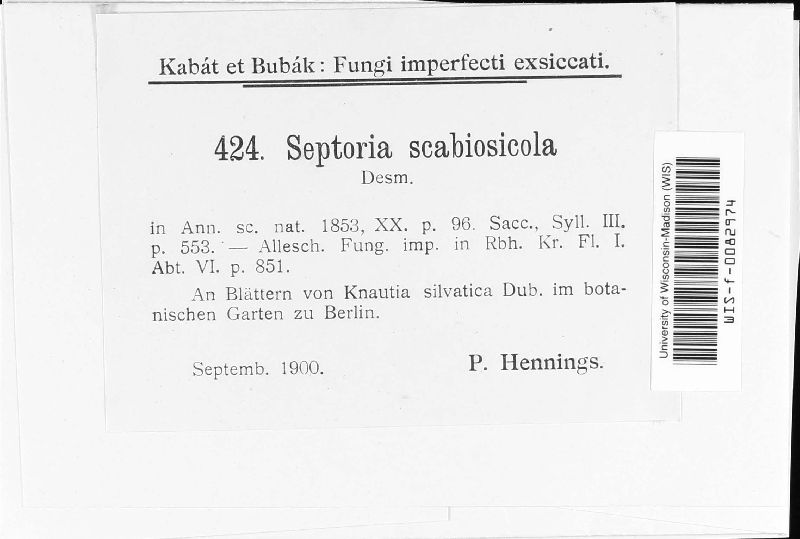 Kabát et Bubák: Fungi imperfecti exsiccati.
424. Septoria scabiosicola
Desm.
in Ann. sc. nat. 1853, XX. p. 96. Sacc., Syll. III.
p. 553. — Allesch. Fung. imp. in Rbh. Kr. Fl. I.
Abt. VI. p. 851.
An Blättern von Knautia silvatica Dub. im bota-
nischen Garten zu Berlin.
Septemb. 1900.
P. Hennings.
University of Wisconsin-Madison (WIS)
WIS-f-0082974